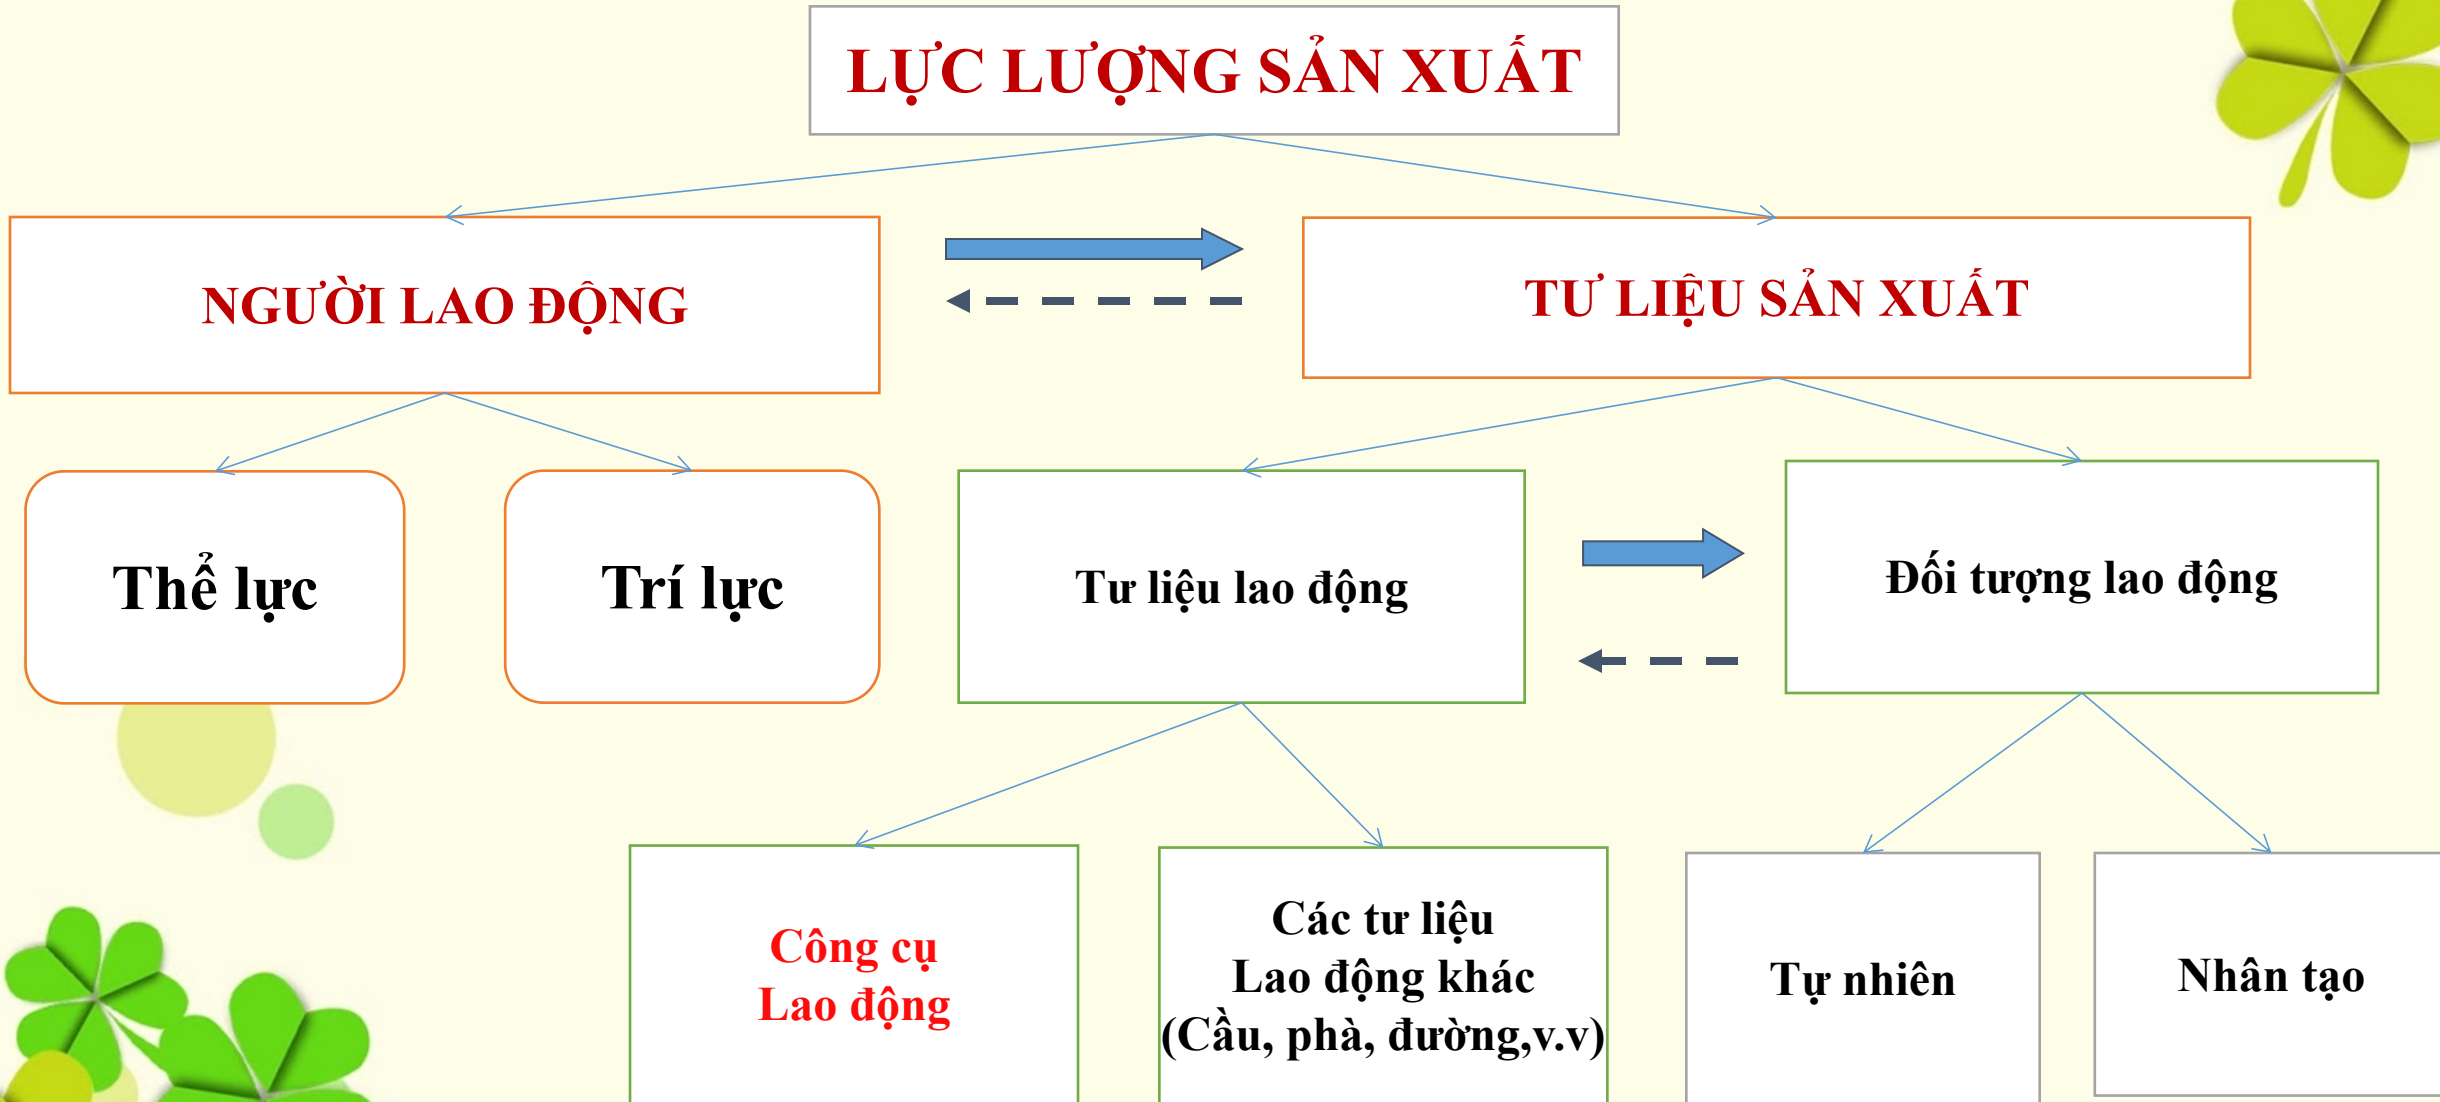 LỰC LƯỢNG SẢN XUẤT
NGƯỜI LAO ĐỘNG
TƯ LIỆU SẢN XUẤT
Thể lực
Trí lực
Tư liệu lao động
Đối tượng lao động
Công cụ
Lao động
Các tư liệu
Lao động khác
(Cầu, phà, đường,v.v)
Tự nhiên
Nhân tạo